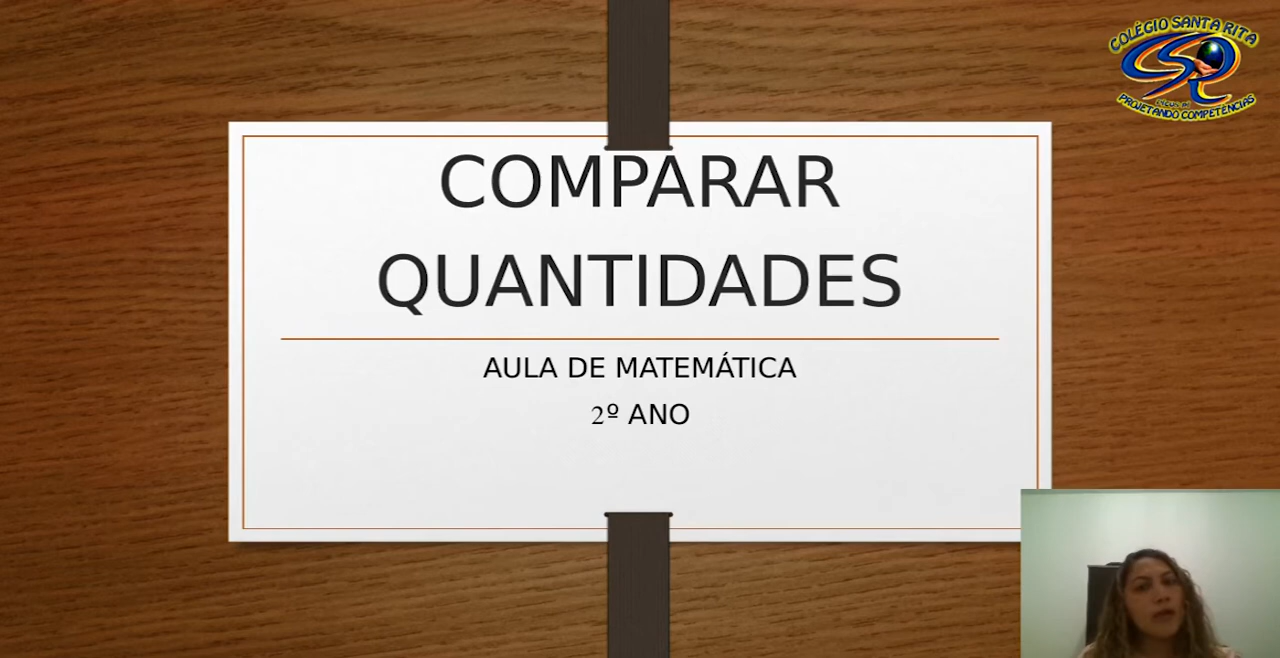 COLÉGIO SANTA RITA
PROJETANDO COMPETÊNCIAS
COMPARAR
QUANTIDADES
AULA DE MATEMÁTICA
2º ANO